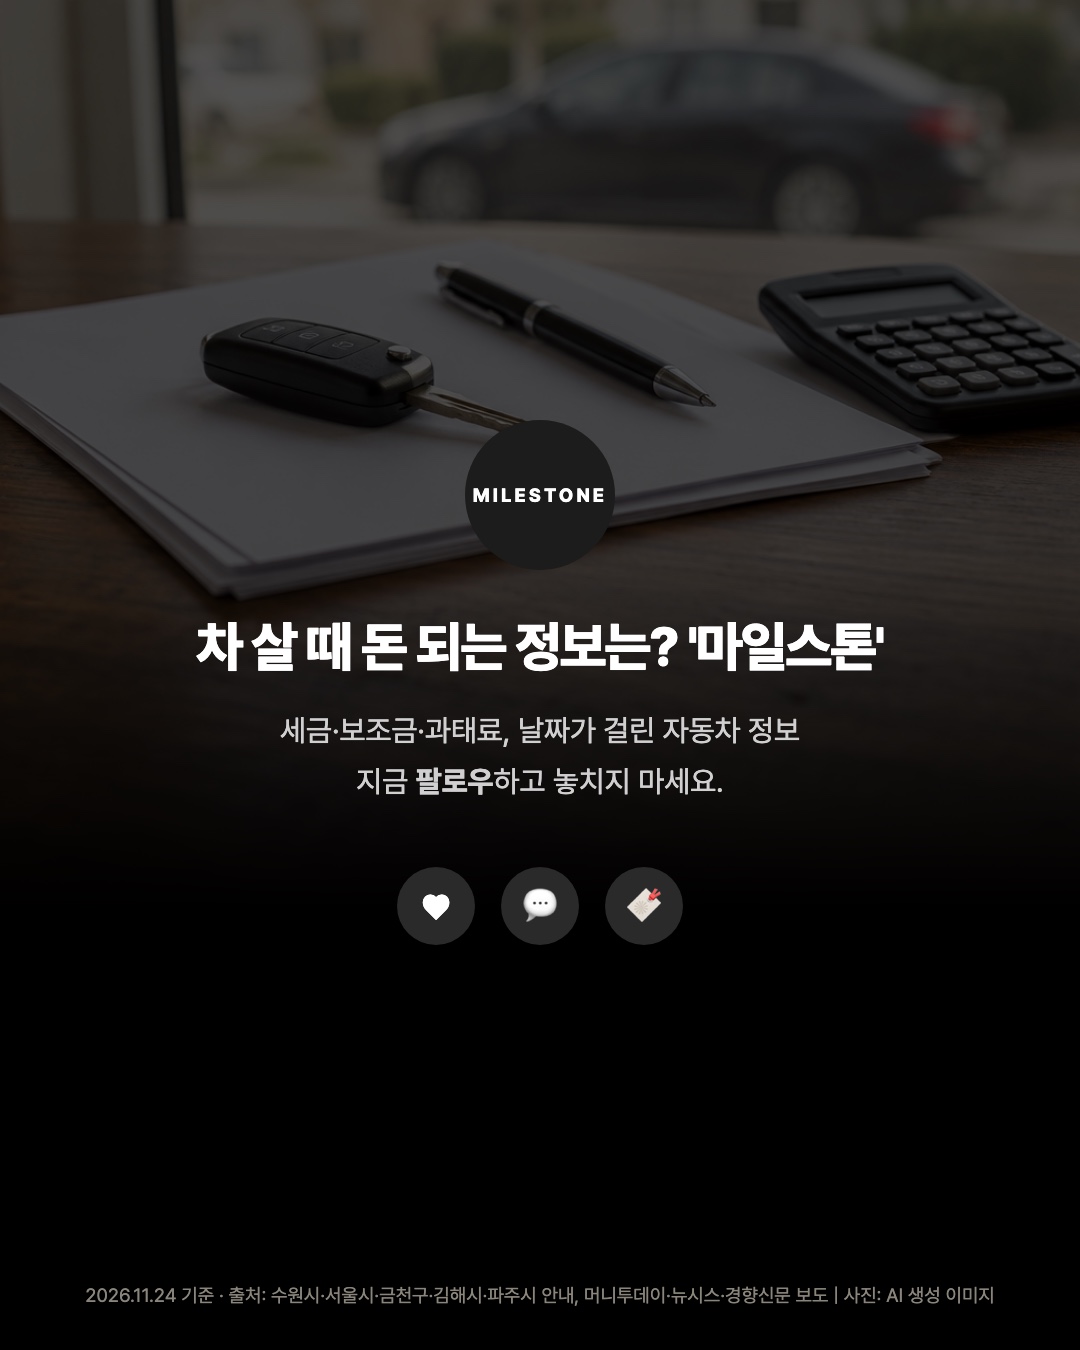 MILESTONE
차 살 때 돈 되는 정보는? '마일스톤'
세금·보조금·과태료, 날짜가 걸린 자동차 정보
지금 팔로우하고 놓치지 마세요.
2026.11.24 기준 · 출처: 수원시·서울시·금천구·김해시·파주시 안내, 머니투데이·뉴시스·경향신문 보도 | 사진: AI 생성 이미지